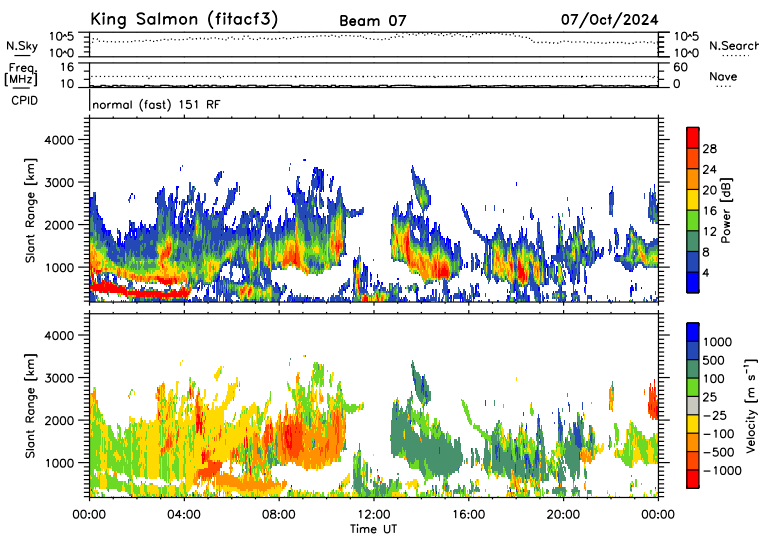 King Salmon (fitacf3) Beam 07 07/Oct/2024
N.Sky 10^5 10^0 10^5 10^0 N.Search
Freq. [MHz] 16 10 60 0 Nave
CPID normal (fast) 151 RF
Slant Range [km] 4000 3000 2000 1000
28 24 20 16 12 8 4 Power [dB]
Slant Range [km] 4000 3000 2000 1000
1000 500 100 25 −25 −100 −500 −1000 Velocity [m s⁻¹]
00:00 04:00 08:00 12:00 16:00 20:00 00:00
Time UT